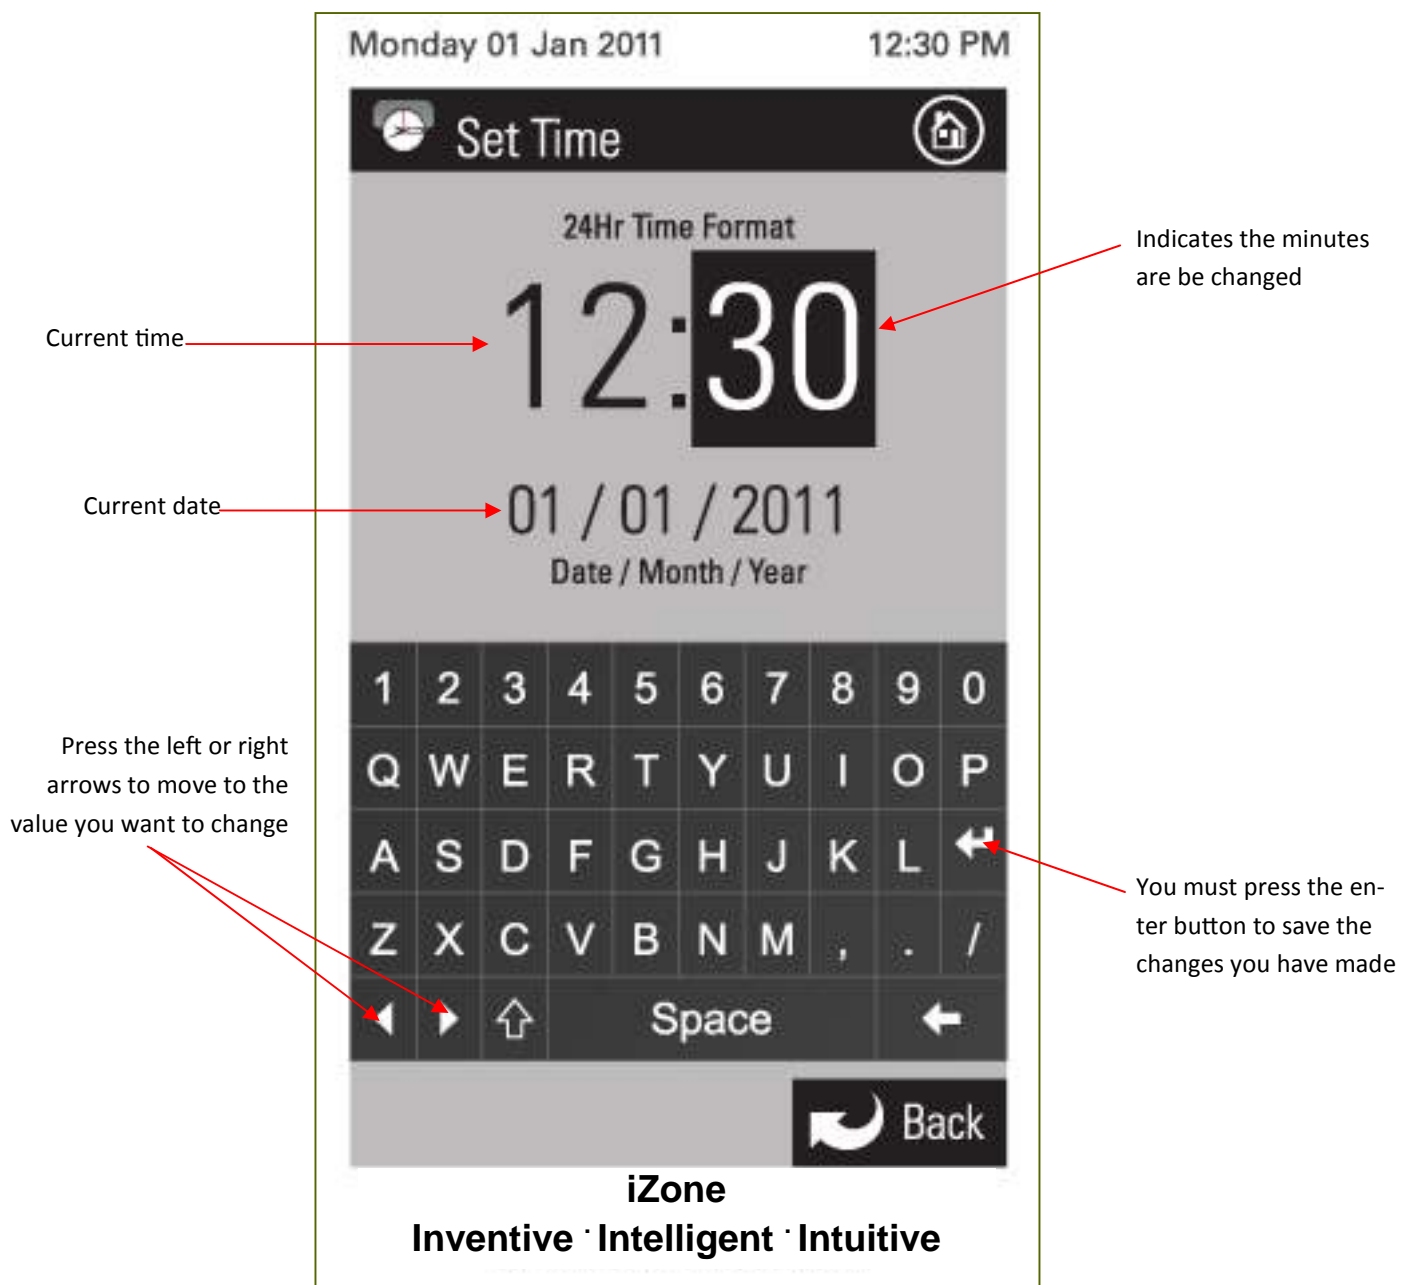 Monday 01 Jan 2011 12:30 PM
Set Time
24Hr Time Format
Indicates the minutes
are be changed
12:30
Current time
Current date
01 / 01 / 2011
Date / Month / Year
1 2 3 4 5 6 7 8 9 0
Press the left or right
arrows to move to the
value you want to change
Q W E R T Y U I O P
A S D F G H J K L
You must press the en-
ter button to save the
changes you have made
Z X C V B N M , . /
Space
Back
iZone
Inventive · Intelligent · Intuitive